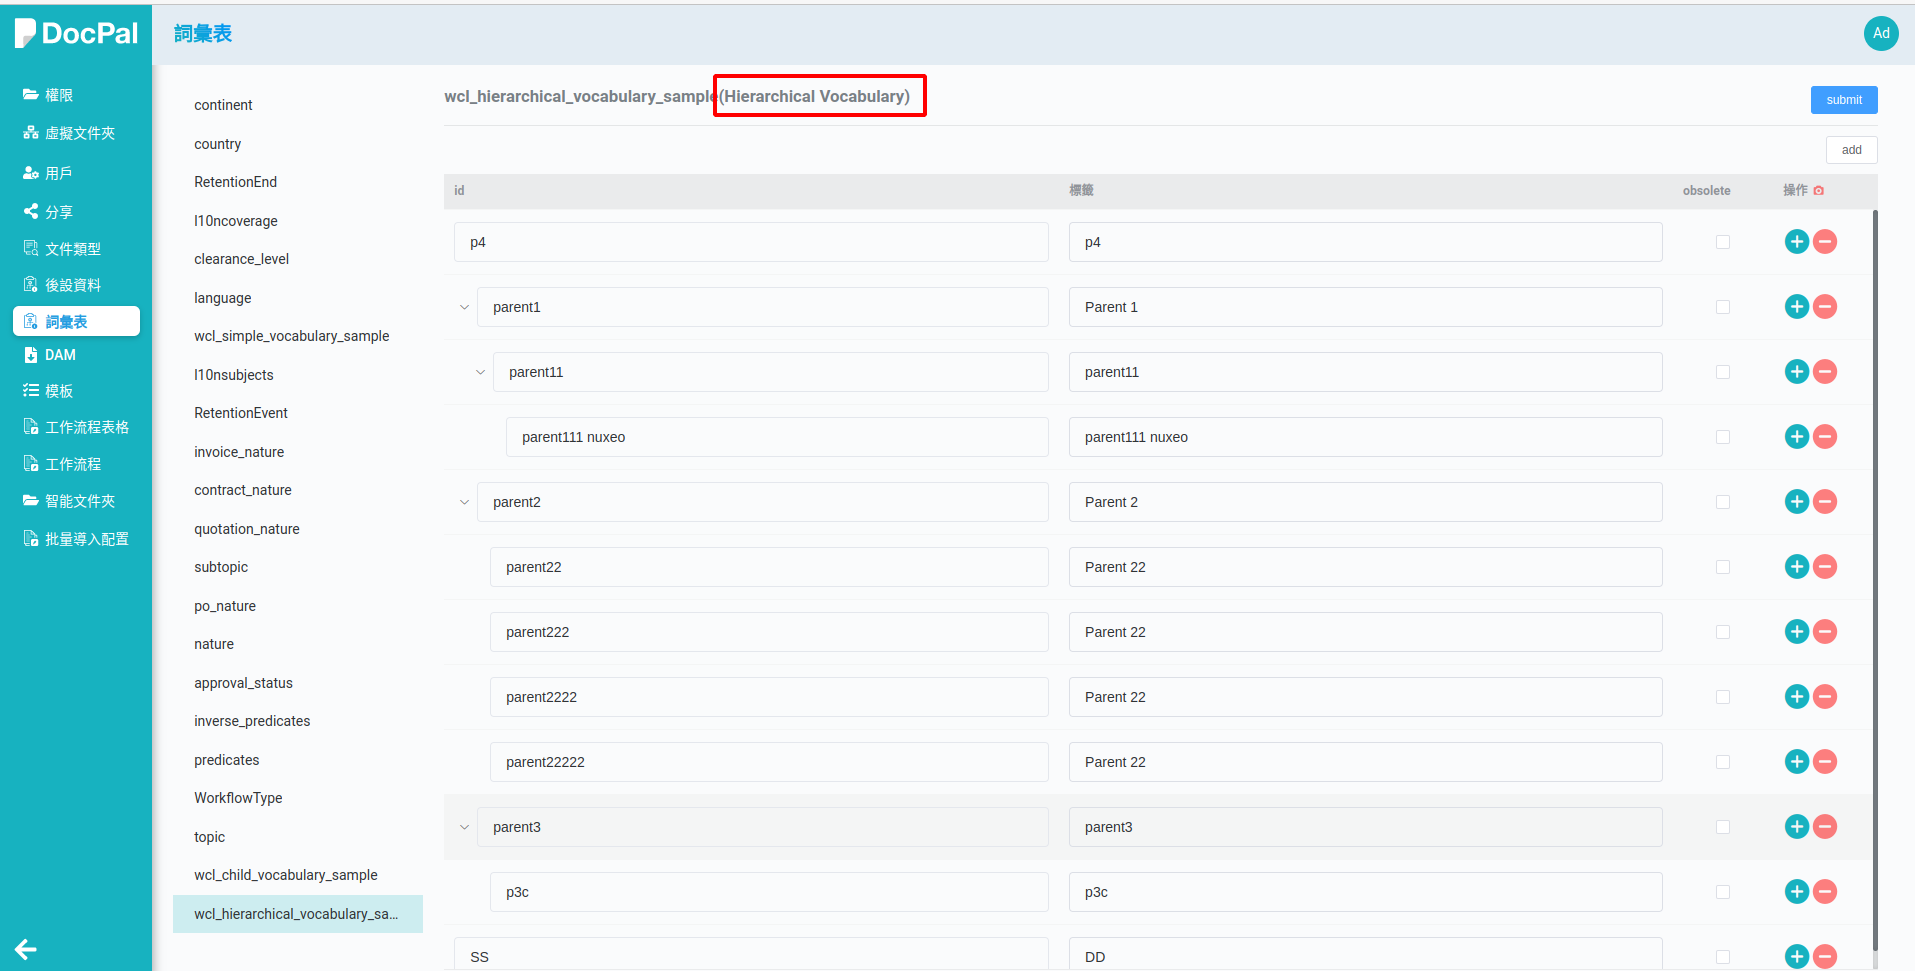 DocPal
詞彙表
Ad
權限
虛擬文件夾
用戶
分享
文件類型
後設資料
詞彙表
DAM
模板
工作流程表格
工作流程
智能文件夾
批量導入配置
continent
country
RetentionEnd
l10ncoverage
clearance_level
language
wcl_simple_vocabulary_sample
l10nsubjects
RetentionEvent
invoice_nature
contract_nature
quotation_nature
subtopic
po_nature
nature
approval_status
inverse_predicates
predicates
WorkflowType
topic
wcl_child_vocabulary_sample
wcl_hierarchical_vocabulary_sa...
wcl_hierarchical_vocabulary_sample(Hierarchical Vocabulary)
submit
add
id 標籤 obsolete 操作
p4 p4
parent1 Parent 1
parent11 parent11
parent111 nuxeo parent111 nuxeo
parent2 Parent 2
parent22 Parent 22
parent222 Parent 22
parent2222 Parent 22
parent22222 Parent 22
parent3 parent3
p3c p3c
SS DD